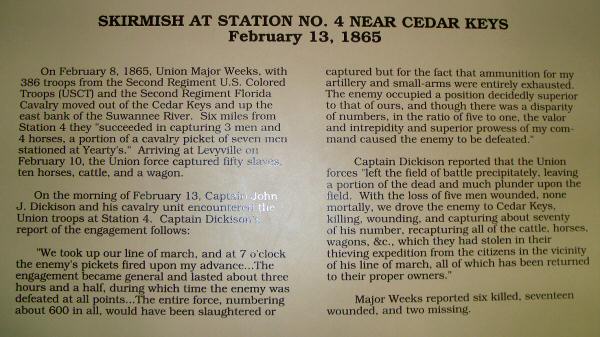 SKIRMISH AT STATION NO. 4 NEAR CEDAR KEYS
February 13, 1865
On February 8, 1865, Union Major Weeks, with
386 troops from the Second Regiment U.S. Colored
Troops (USCT) and the Second Regiment Florida
Cavalry moved out of the Cedar Keys and up the
east bank of the Suwannee River. Six miles from
Station 4 they "succeeded in capturing 3 men and
4 horses, a portion of a cavalry picket of seven men
stationed at Yearty's." Arriving at Levyville on
February 10, the Union force captured fifty slaves,
ten horses, cattle, and a wagon.
On the morning of February 13, Captain John
J. Dickison and his cavalry unit encountered the
Union troops at Station 4. Captain Dickison's
report of the engagement follows:
"We took up our line of march, and at 7 o'clock
the enemy's pickets fired upon my advance...The
engagement became general and lasted about three
hours and a half, during which time the enemy was
defeated at all points...The entire force, numbering
about 600 in all, would have been slaughtered or
captured but for the fact that ammunition for my
artillery and small-arms were entirely exhausted.
The enemy occupied a position decidedly superior
to that of ours, and though there was a disparity
of numbers, in the ratio of five to one, the valor
and intrepidity and superior prowess of my com-
mand caused the enemy to be defeated."
Captain Dickison reported that the Union
forces "left the field of battle precipitately, leaving
a portion of the dead and much plunder upon the
field. With the loss of five men wounded, none
mortally, we drove the enemy to Cedar Keys,
killing, wounding, and capturing about seventy
of his number, recapturing all of the cattle, horses,
wagons, &c., which they had stolen in their
thieving expedition from the citizens in the vicinity
of his line of march, all of which has been returned
to their proper owners."
Major Weeks reported six killed, seventeen
wounded, and two missing.